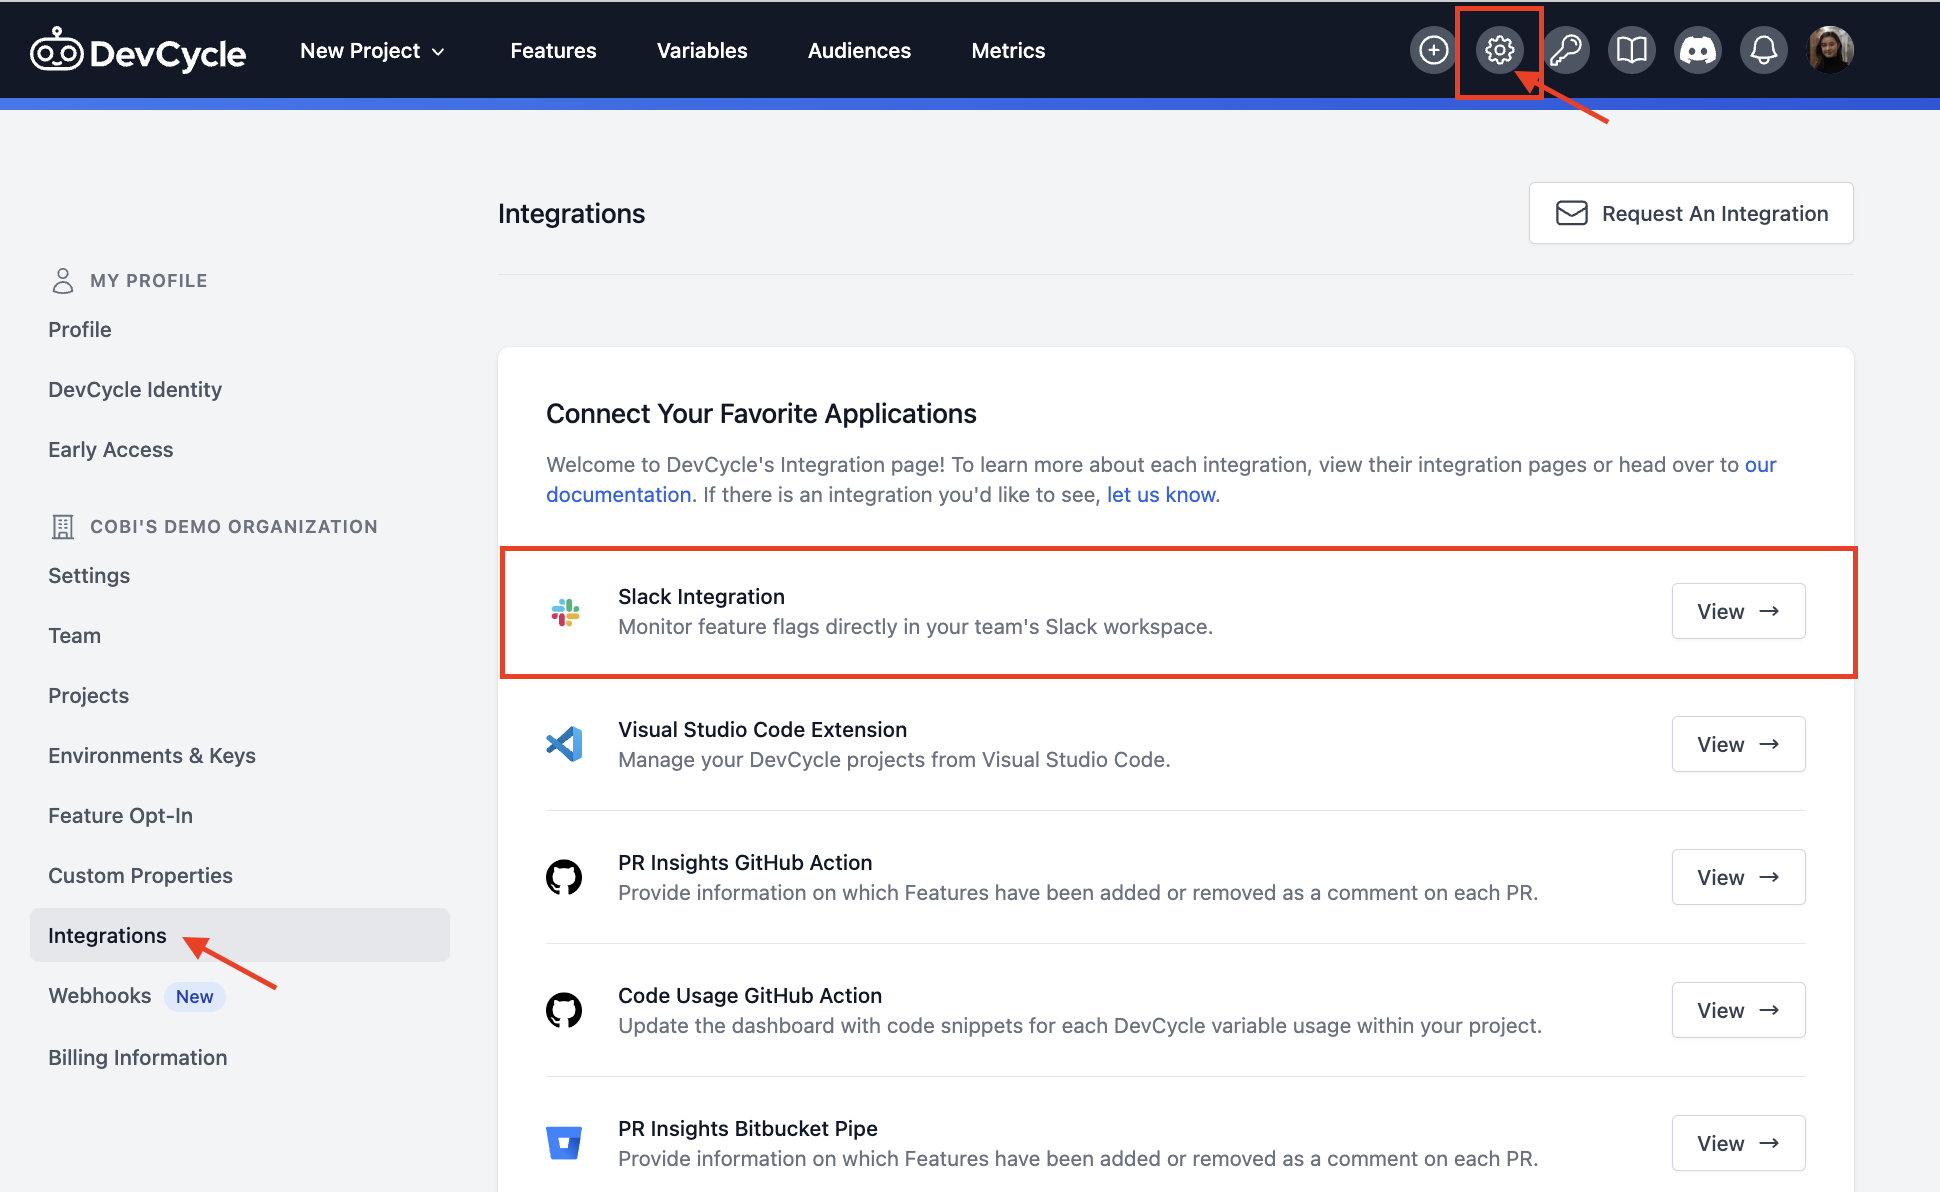 DevCycle
New Project
Features
Variables
Audiences
Metrics
Integrations
Request An Integration
MY PROFILE
Profile
DevCycle Identity
Early Access
COBI'S DEMO ORGANIZATION
Settings
Team
Projects
Environments & Keys
Feature Opt-In
Custom Properties
Integrations
Webhooks New
Billing Information
Connect Your Favorite Applications
Welcome to DevCycle's Integration page! To learn more about each integration, view their integration pages or head over to our
documentation. If there is an integration you'd like to see, let us know.
Slack Integration
Monitor feature flags directly in your team's Slack workspace.
View
Visual Studio Code Extension
Manage your DevCycle projects from Visual Studio Code.
View
PR Insights GitHub Action
Provide information on which Features have been added or removed as a comment on each PR.
View
Code Usage GitHub Action
Update the dashboard with code snippets for each DevCycle variable usage within your project.
View
PR Insights Bitbucket Pipe
Provide information on which Features have been added or removed as a comment on each PR.
View